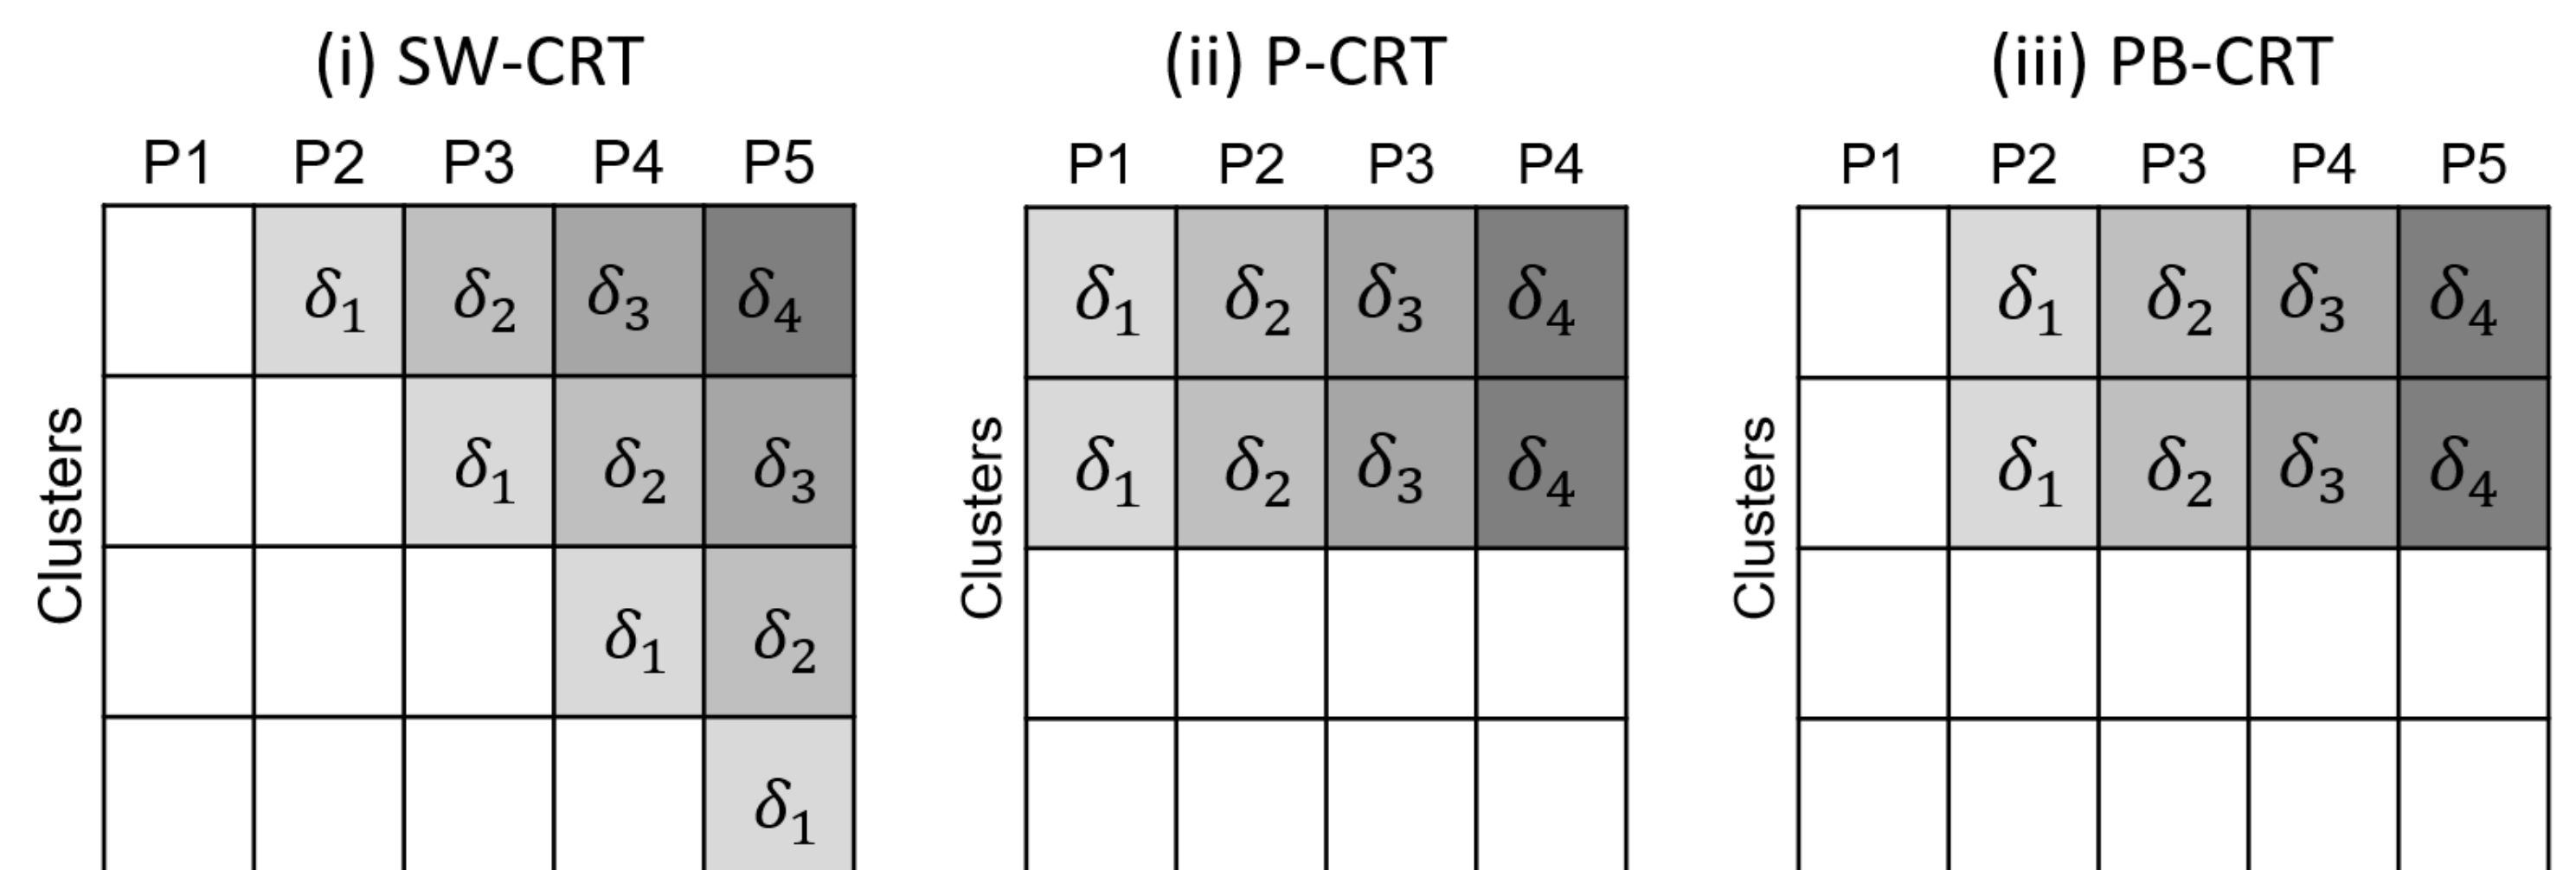 (i) SW-CRT
P1 P2 P3 P4 P5
Clusters
δ1 δ2 δ3 δ4
δ1 δ2 δ3
δ1 δ2
δ1
(ii) P-CRT
P1 P2 P3 P4
Clusters
δ1 δ2 δ3 δ4
δ1 δ2 δ3 δ4
(iii) PB-CRT
P1 P2 P3 P4 P5
Clusters
δ1 δ2 δ3 δ4
δ1 δ2 δ3 δ4